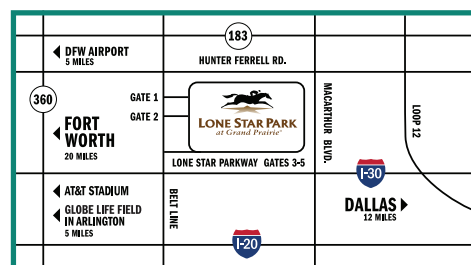 183
DFW AIRPORT
5 MILES
HUNTER FERRELL RD.
360
GATE 1
GATE 2
LONE STAR PARK
at Grand Prairie®
FORT
WORTH
20 MILES
MACARTHUR BLVD.
LOOP 12
LONE STAR PARKWAY GATES 3-5
I-30
AT&T STADIUM
GLOBE LIFE FIELD
IN ARLINGTON
5 MILES
BELT LINE
DALLAS
12 MILES
I-20